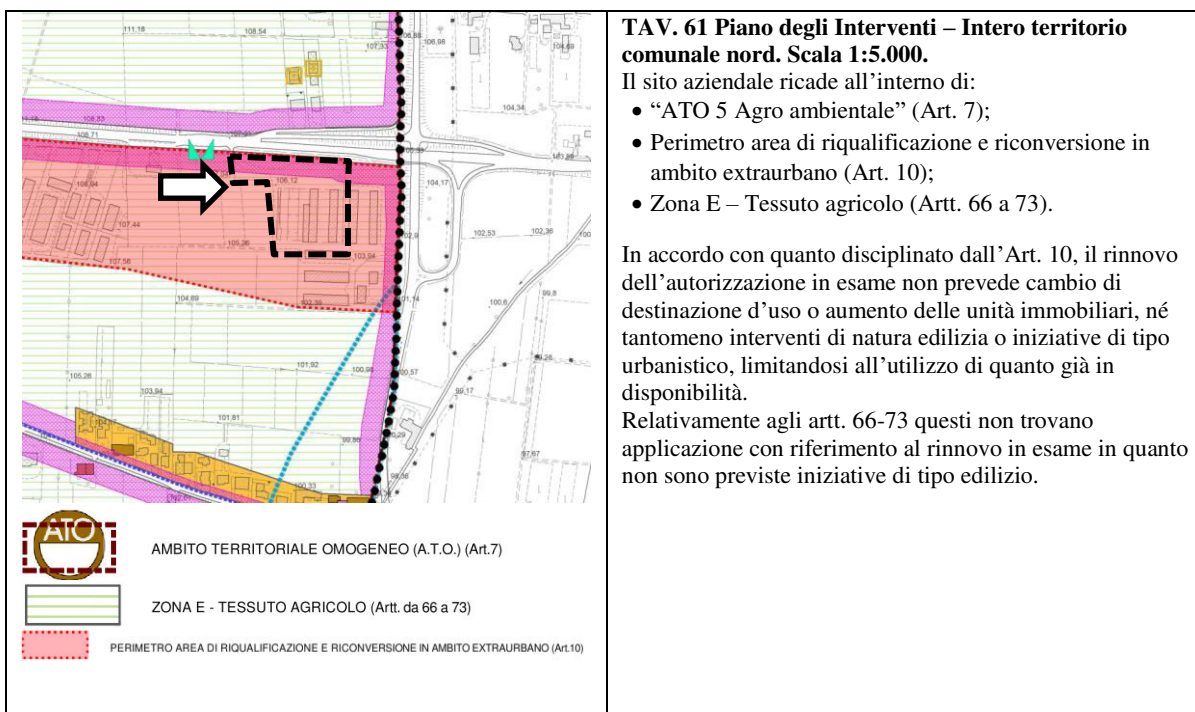 111,18
108,54
107,33
106,98
104,69
104,34
108,83
108,71
106,12
104,17
108,94
107,44
105,36
102,9
102,53
102,36
107,56
103,94
104,69
102,39
101,14
100,6
99,8
101,92
100,98
100,57
99,26
105,26
103,94
99,17
101,81
99,86
97,67
100,33
98,36
ATO
AMBITO TERRITORIALE OMOGENEO (A.T.O.) (Art.7)
ZONA E - TESSUTO AGRICOLO (Artt. da 66 a 73)
PERIMETRO AREA DI RIQUALIFICAZIONE E RICONVERSIONE IN AMBITO EXTRAURBANO (Art.10)
TAV. 61 Piano degli Interventi – Intero territorio
comunale nord. Scala 1:5.000.
Il sito aziendale ricade all’interno di:
• “ATO 5 Agro ambientale” (Art. 7);
• Perimetro area di riqualificazione e riconversione in
ambito extraurbano (Art. 10);
• Zona E – Tessuto agricolo (Artt. 66 a 73).
In accordo con quanto disciplinato dall’Art. 10, il rinnovo
dell’autorizzazione in esame non prevede cambio di
destinazione d’uso o aumento delle unità immobiliari, né
tantomeno interventi di natura edilizia o iniziative di tipo
urbanistico, limitandosi all’utilizzo di quanto già in
disponibilità.
Relativamente agli artt. 66-73 questi non trovano
applicazione con riferimento al rinnovo in esame in quanto
non sono previste iniziative di tipo edilizio.